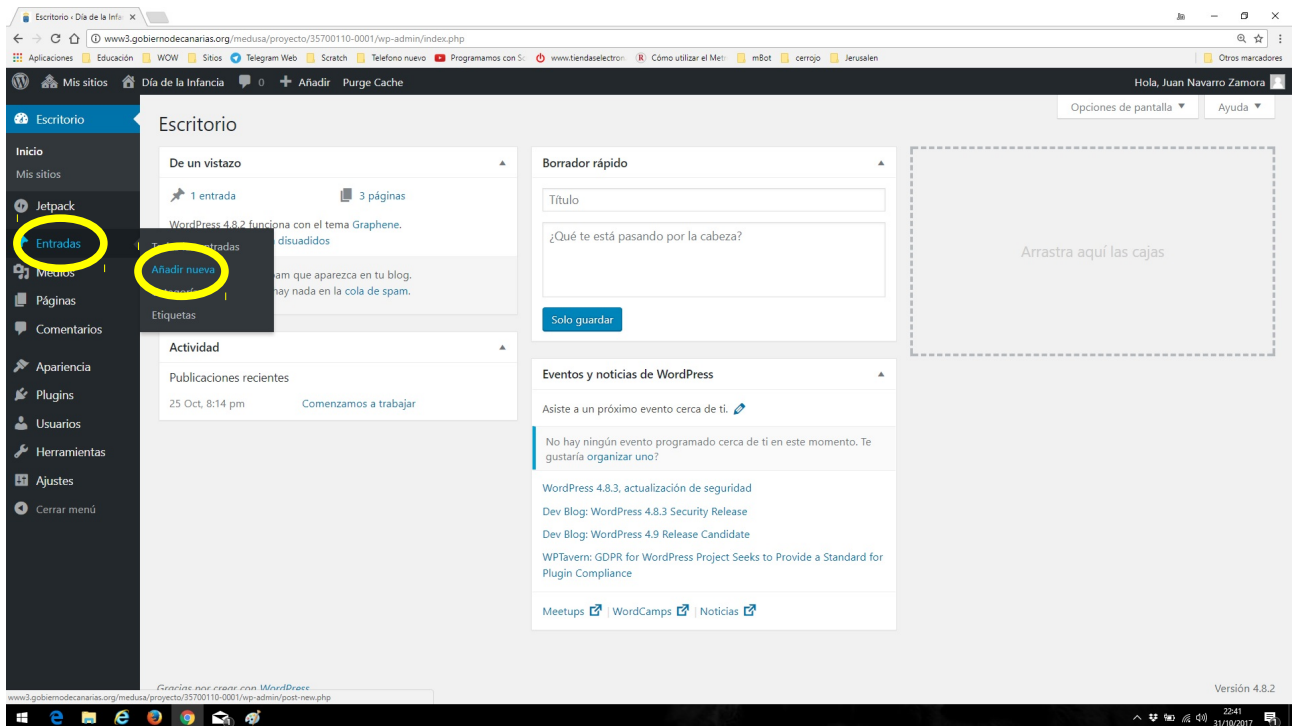 Escritorio ‹ Día de la Infa
www3.gobiernodecanarias.org/medusa/proyecto/35700110-0001/wp-admin/index.php
Aplicaciones Educación WOW Sitios Telegram Web Scratch Telefono nuevo Programamos con Sc www.tiendaselectron Cómo utilizar el Met mBot cerrojo Jerusalen Otros marcadores
Mis sitios Día de la Infancia 0 Añadir Purge Cache Hola, Juan Navarro Zamora
Opciones de pantalla Ayuda
Escritorio
Inicio
Mis sitios
Jetpack
Entradas
Medios
Páginas
Comentarios
Apariencia
Plugins
Usuarios
Herramientas
Ajustes
Cerrar menú
entradas
Añadir nueva
Etiquetas
Escritorio
De un vistazo
1 entrada 3 páginas
WordPress 4.8.2 funciona con el tema Graphene.
disuadidos
que aparezca en tu blog.
hay nada en la cola de spam.
Actividad
Publicaciones recientes
25 Oct, 8:14 pm Comenzamos a trabajar
Borrador rápido
Título
¿Qué te está pasando por la cabeza?
Solo guardar
Eventos y noticias de WordPress
Asiste a un próximo evento cerca de ti.
No hay ningún evento programado cerca de ti en este momento. Te
gustaría organizar uno?
WordPress 4.8.3, actualización de seguridad
Dev Blog: WordPress 4.8.3 Security Release
Dev Blog: WordPress 4.9 Release Candidate
WPTavern: GDPR for WordPress Project Seeks to Provide a Standard for
Plugin Compliance
Meetups | WordCamps | Noticias
Arrastra aquí las cajas
Gracias por crear con WordPress
Versión 4.8.2
www3.gobiernodecanarias.org/medusa/proyecto/35700110-0001/wp-admin/post-new.php
22:41
31/10/2017